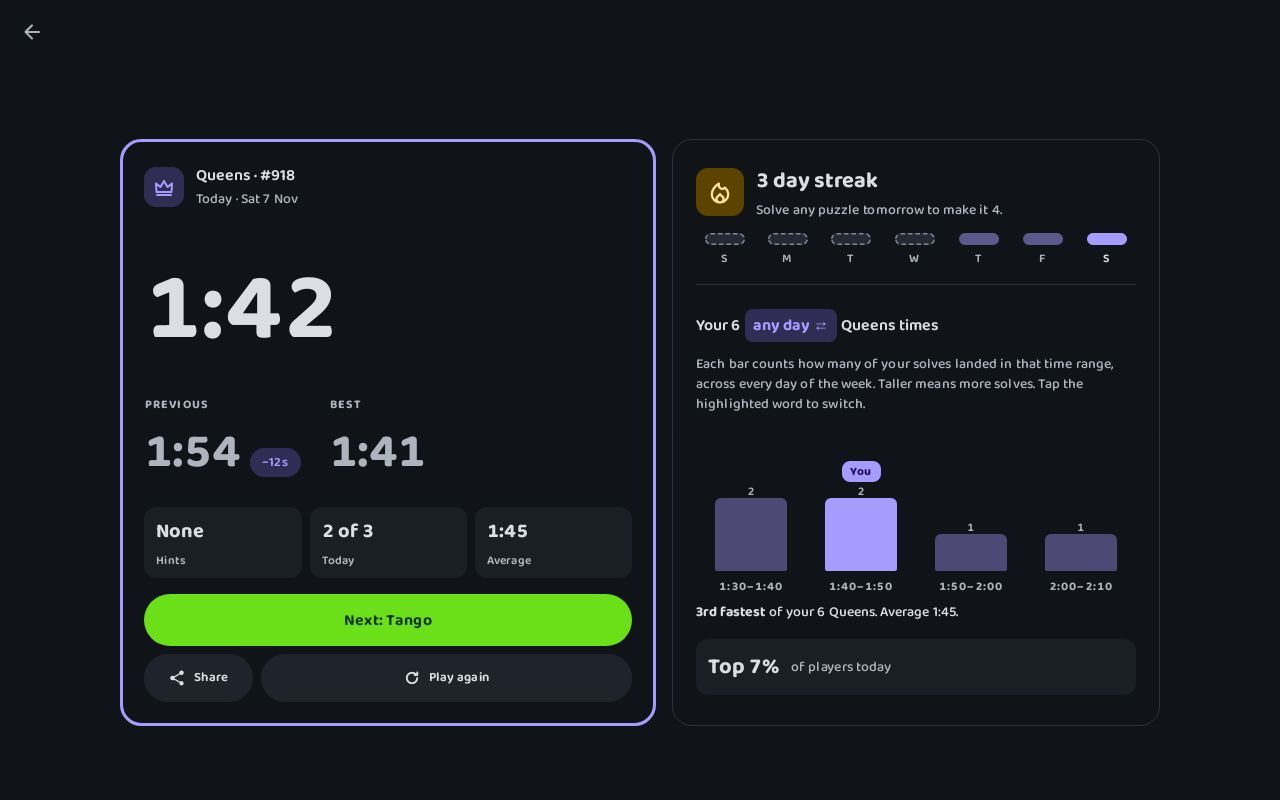 Queens · #918
Today · Sat 7 Nov
1:42
PREVIOUS
BEST
1:54
−12s
1:41
None
Hints
2 of 3
Today
1:45
Average
Next: Tango
Share
Play again
3 day streak
Solve any puzzle tomorrow to make it 4.
S M T W T F S
Your 6 any day ⇄ Queens times
Each bar counts how many of your solves landed in that time range,
across every day of the week. Taller means more solves. Tap the
highlighted word to switch.
You
2 2 1 1
1:30–1:40 1:40–1:50 1:50–2:00 2:00–2:10
3rd fastest of your 6 Queens. Average 1:45.
Top 7% of players today